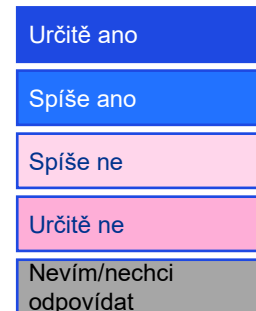 Určitě ano
Spíše ano
Spíše ne
Určitě ne
Nevím/nechci
odpovídat